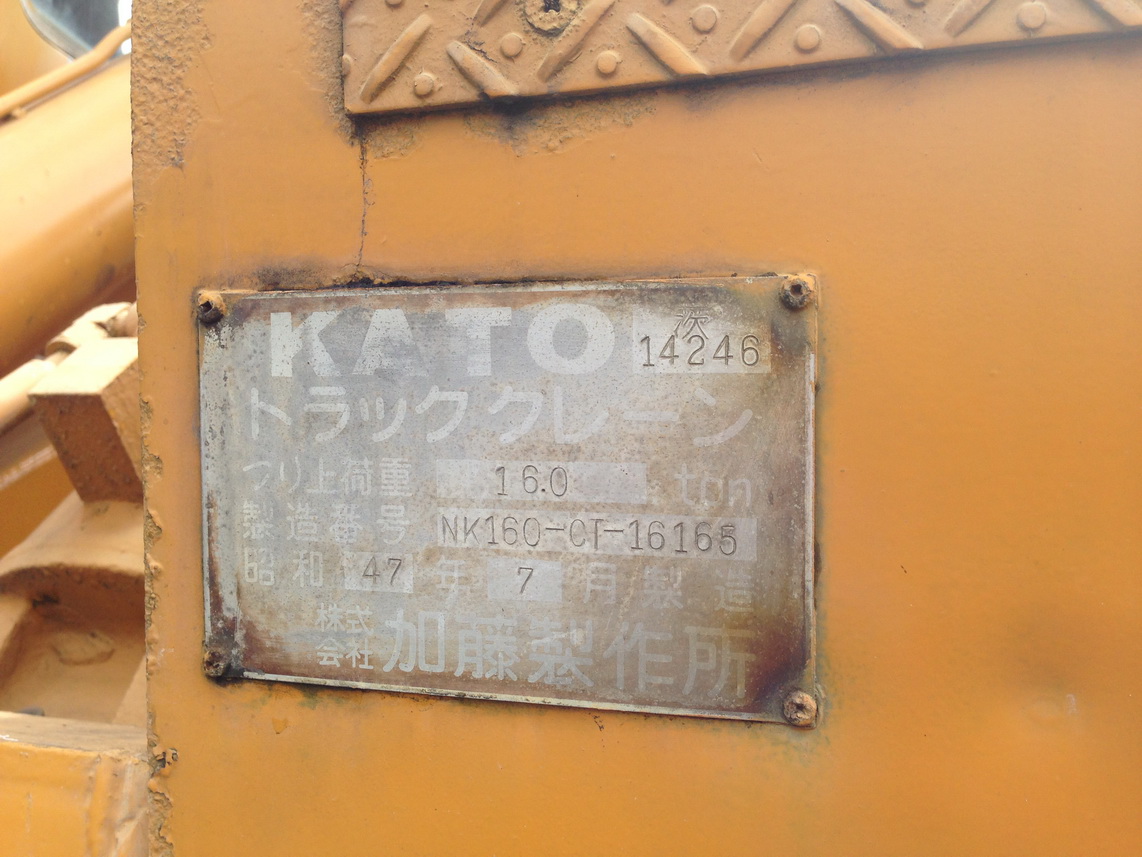 KATO
14246
トラッククレーン
つり上荷重 16.0 ton
製造番号 NK160-CT-16165
昭和 47 年 7 月製造
株式会社 加藤製作所